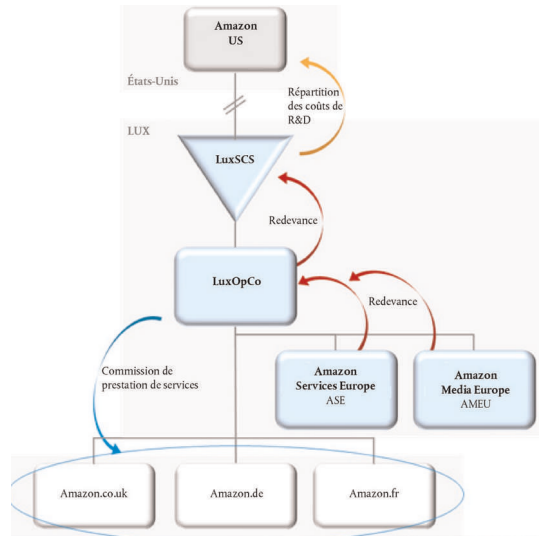 Amazon
US
États-Unis
Répartition
des coûts de
R&D
LUX
LuxSCS
Redevance
LuxOpCo
Redevance
Commission de
prestation de services
Amazon
Services Europe
ASE
Amazon
Media Europe
AMEU
Amazon.co.uk
Amazon.de
Amazon.fr